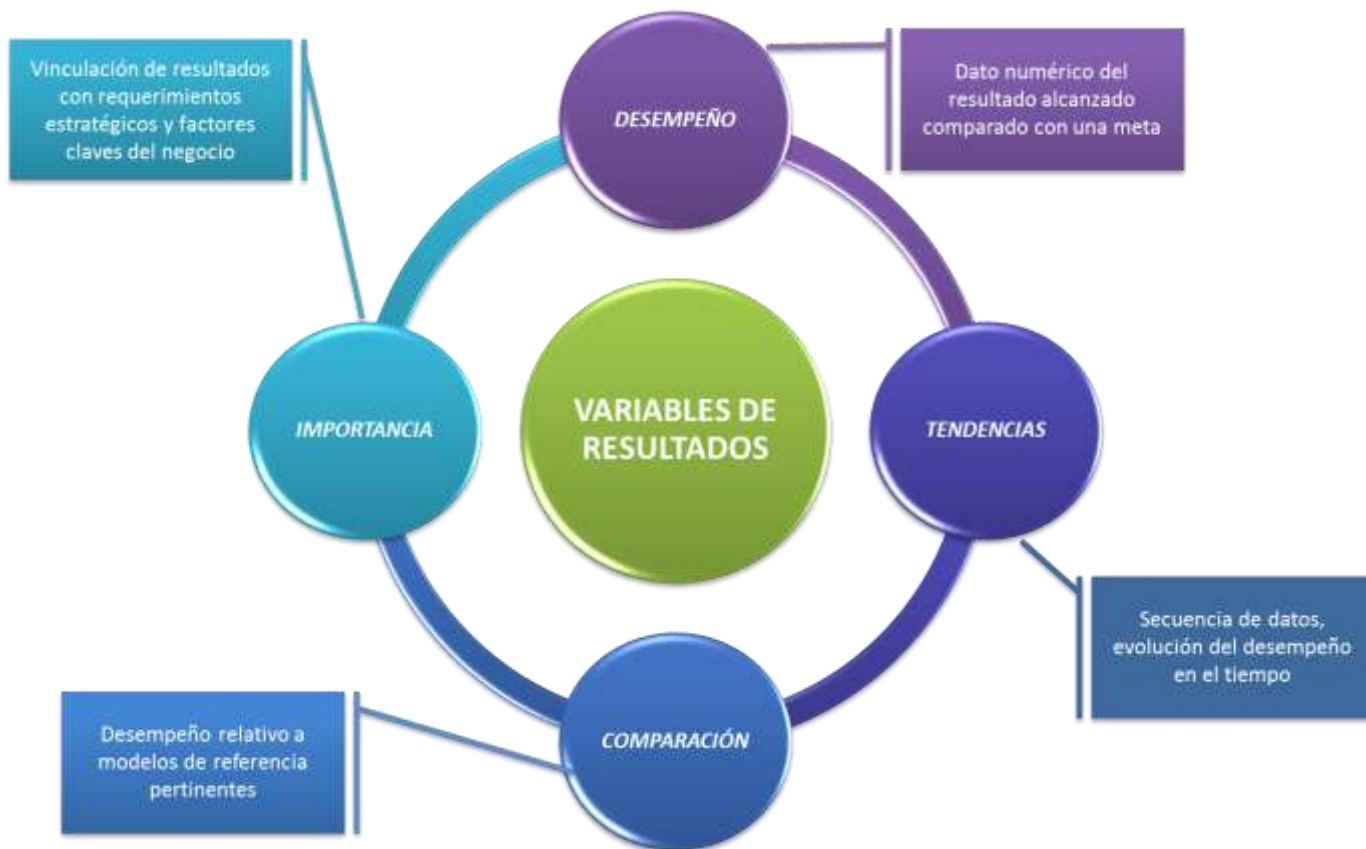 Vinculación de resultados
con requerimientos
estratégicos y factores
claves del negocio
DESEMPEÑO
Dato numérico del
resultado alcanzado
comparado con una meta
IMPORTANCIA
VARIABLES DE
RESULTADOS
TENDENCIAS
Secuencia de datos,
evolución del desempeño
en el tiempo
Desempeño relativo a
modelos de referencia
pertinentes
COMPARACIÓN